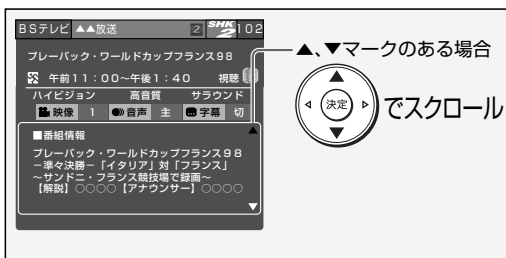 BSテレビ ▲▲放送 2 SHK2 102
プレーバック・ワールドカップフランス98
午前11:00〜午後1:40 視聴
ハイビジョン 高音質 サラウンド
映像 1 音声 主 字幕 切
■番組情報
プレーバック・ワールドカップフランス98
−準々決勝−「イタリア」対「フランス」
〜サンドニ・フランス競技場で録画〜
【解説】○○○○【アナウンサー】○○○○
▲、▼マークのある場合
決定
でスクロール